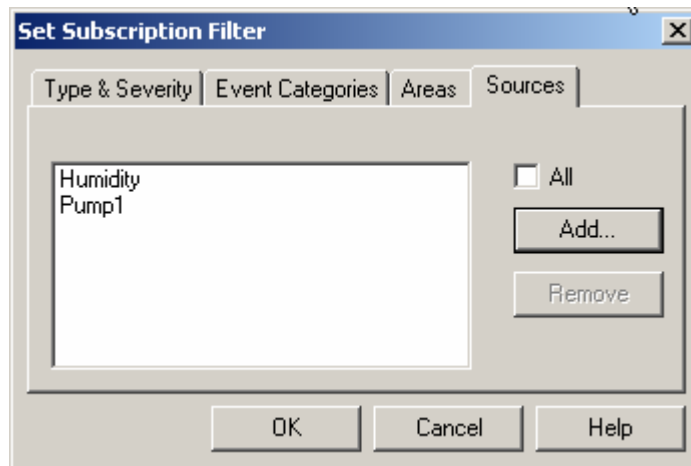 Set Subscription Filter
Type & Severity Event Categories Areas Sources
Humidity
Pump1
All
Add...
Remove
OK Cancel Help